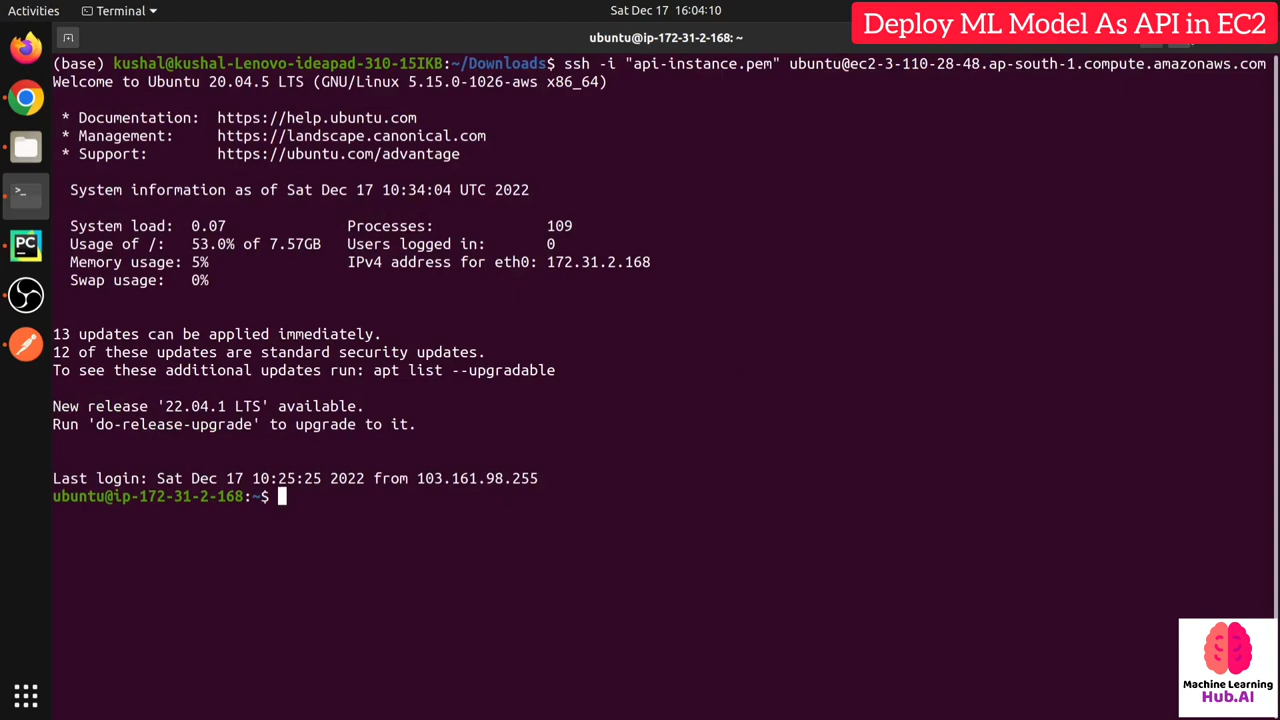 Activities
Terminal
Sat Dec 17 16:04:10
Deploy ML Model As API in EC2
ubuntu@ip-172-31-2-168: ~
(base) kushal@kushal-Lenovo-ideapad-310-15IKB:~/Downloads$ ssh -i "api-instance.pem" ubuntu@ec2-3-110-28-48.ap-south-1.compute.amazonaws.com
Welcome to Ubuntu 20.04.5 LTS (GNU/Linux 5.15.0-1026-aws x86_64)
* Documentation: https://help.ubuntu.com
* Management: https://landscape.canonical.com
* Support: https://ubuntu.com/advantage
System information as of Sat Dec 17 10:34:04 UTC 2022
System load: 0.07 Processes: 109
Usage of /: 53.0% of 7.57GB Users logged in: 0
Memory usage: 5% IPv4 address for eth0: 172.31.2.168
Swap usage: 0%
13 updates can be applied immediately.
12 of these updates are standard security updates.
To see these additional updates run: apt list --upgradable
New release '22.04.1 LTS' available.
Run 'do-release-upgrade' to upgrade to it.
Last login: Sat Dec 17 10:25:25 2022 from 103.161.98.255
ubuntu@ip-172-31-2-168:~$
>_
PC
Machine Learning
Hub.AI